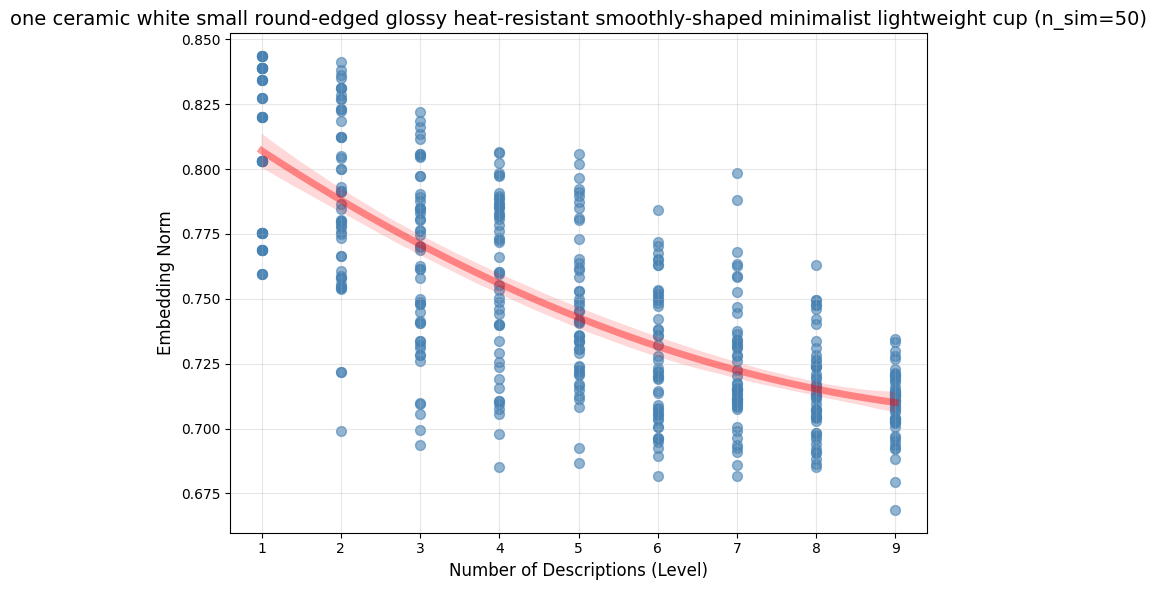 one ceramic white small round-edged glossy heat-resistant smoothly-shaped minimalist lightweight cup (n_sim=50)
0.850
0.825
0.800
0.775
0.750
0.725
0.700
0.675
Embedding Norm
1 2 3 4 5 6 7 8 9
Number of Descriptions (Level)